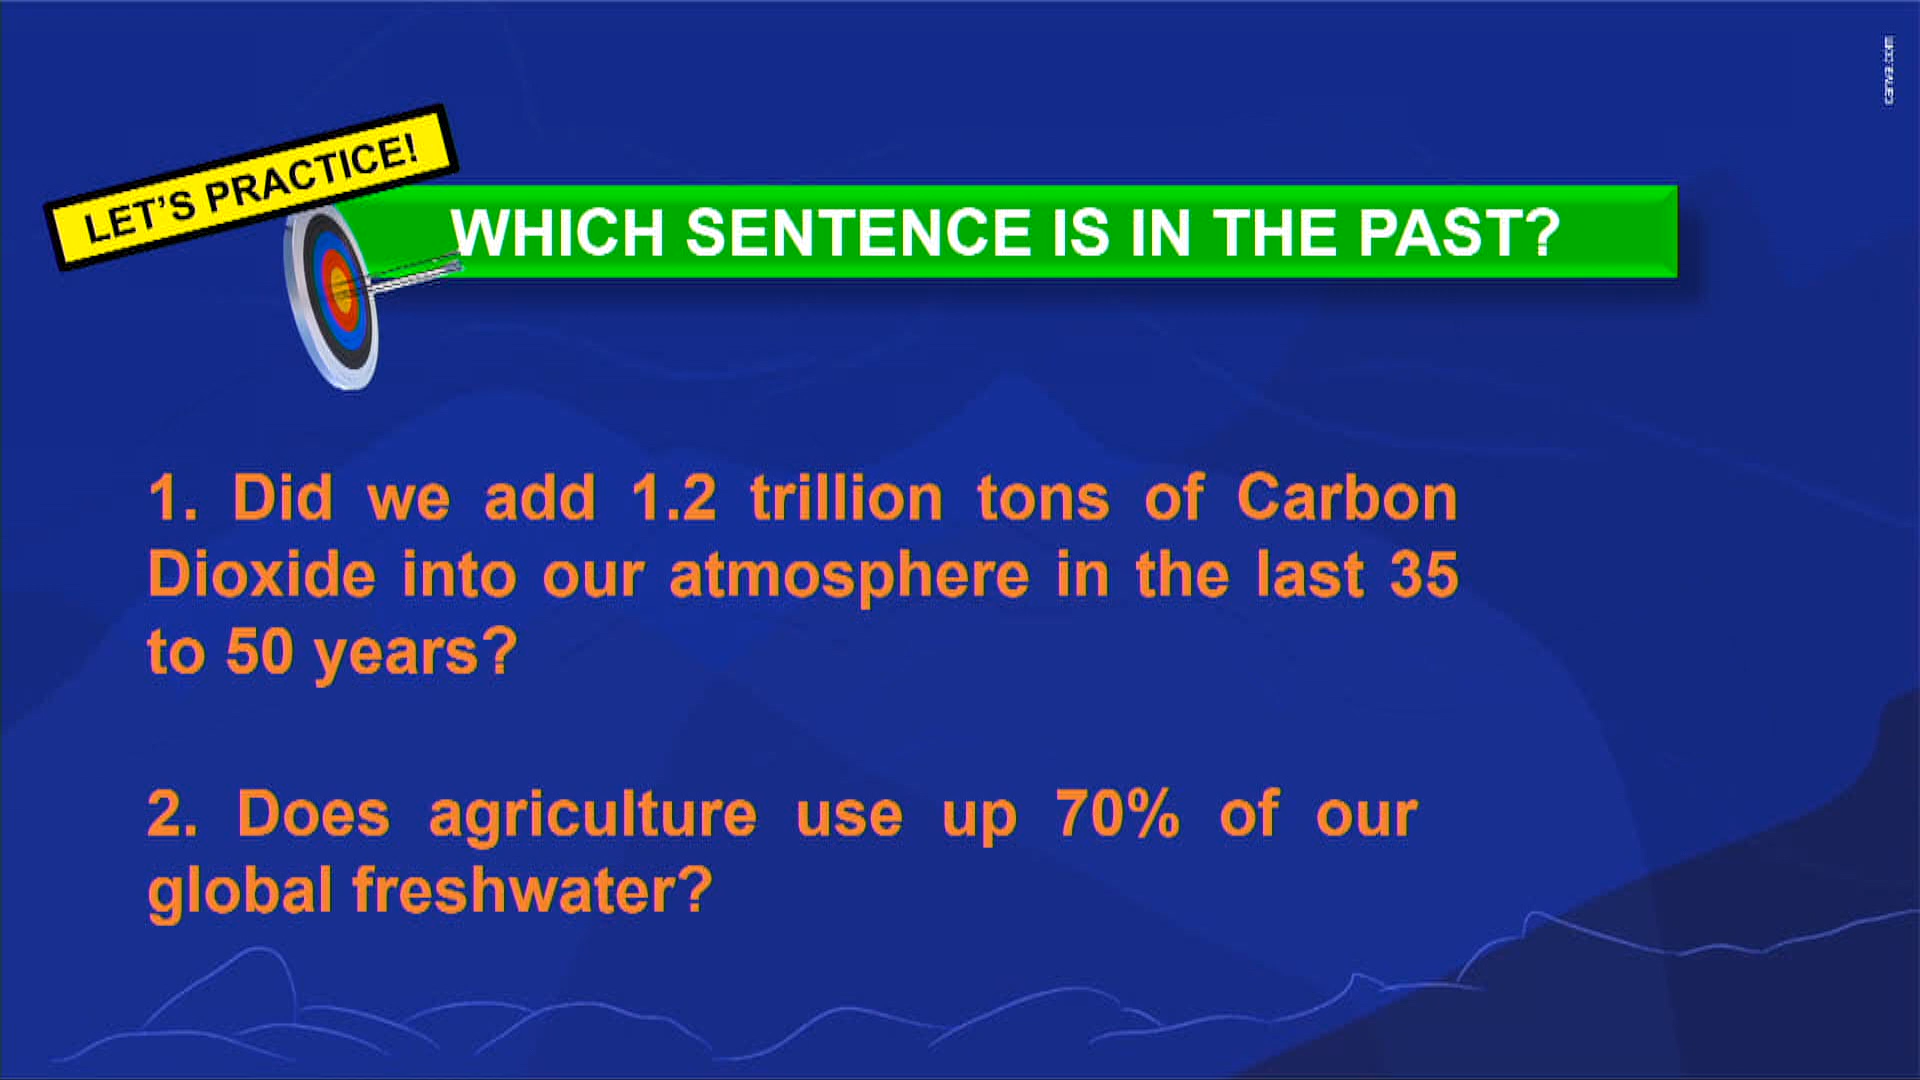 LET'S PRACTICE!
WHICH SENTENCE IS IN THE PAST?
1. Did we add 1.2 trillion tons of Carbon
Dioxide into our atmosphere in the last 35
to 50 years?
2. Does agriculture use up 70% of our
global freshwater?
canva.com